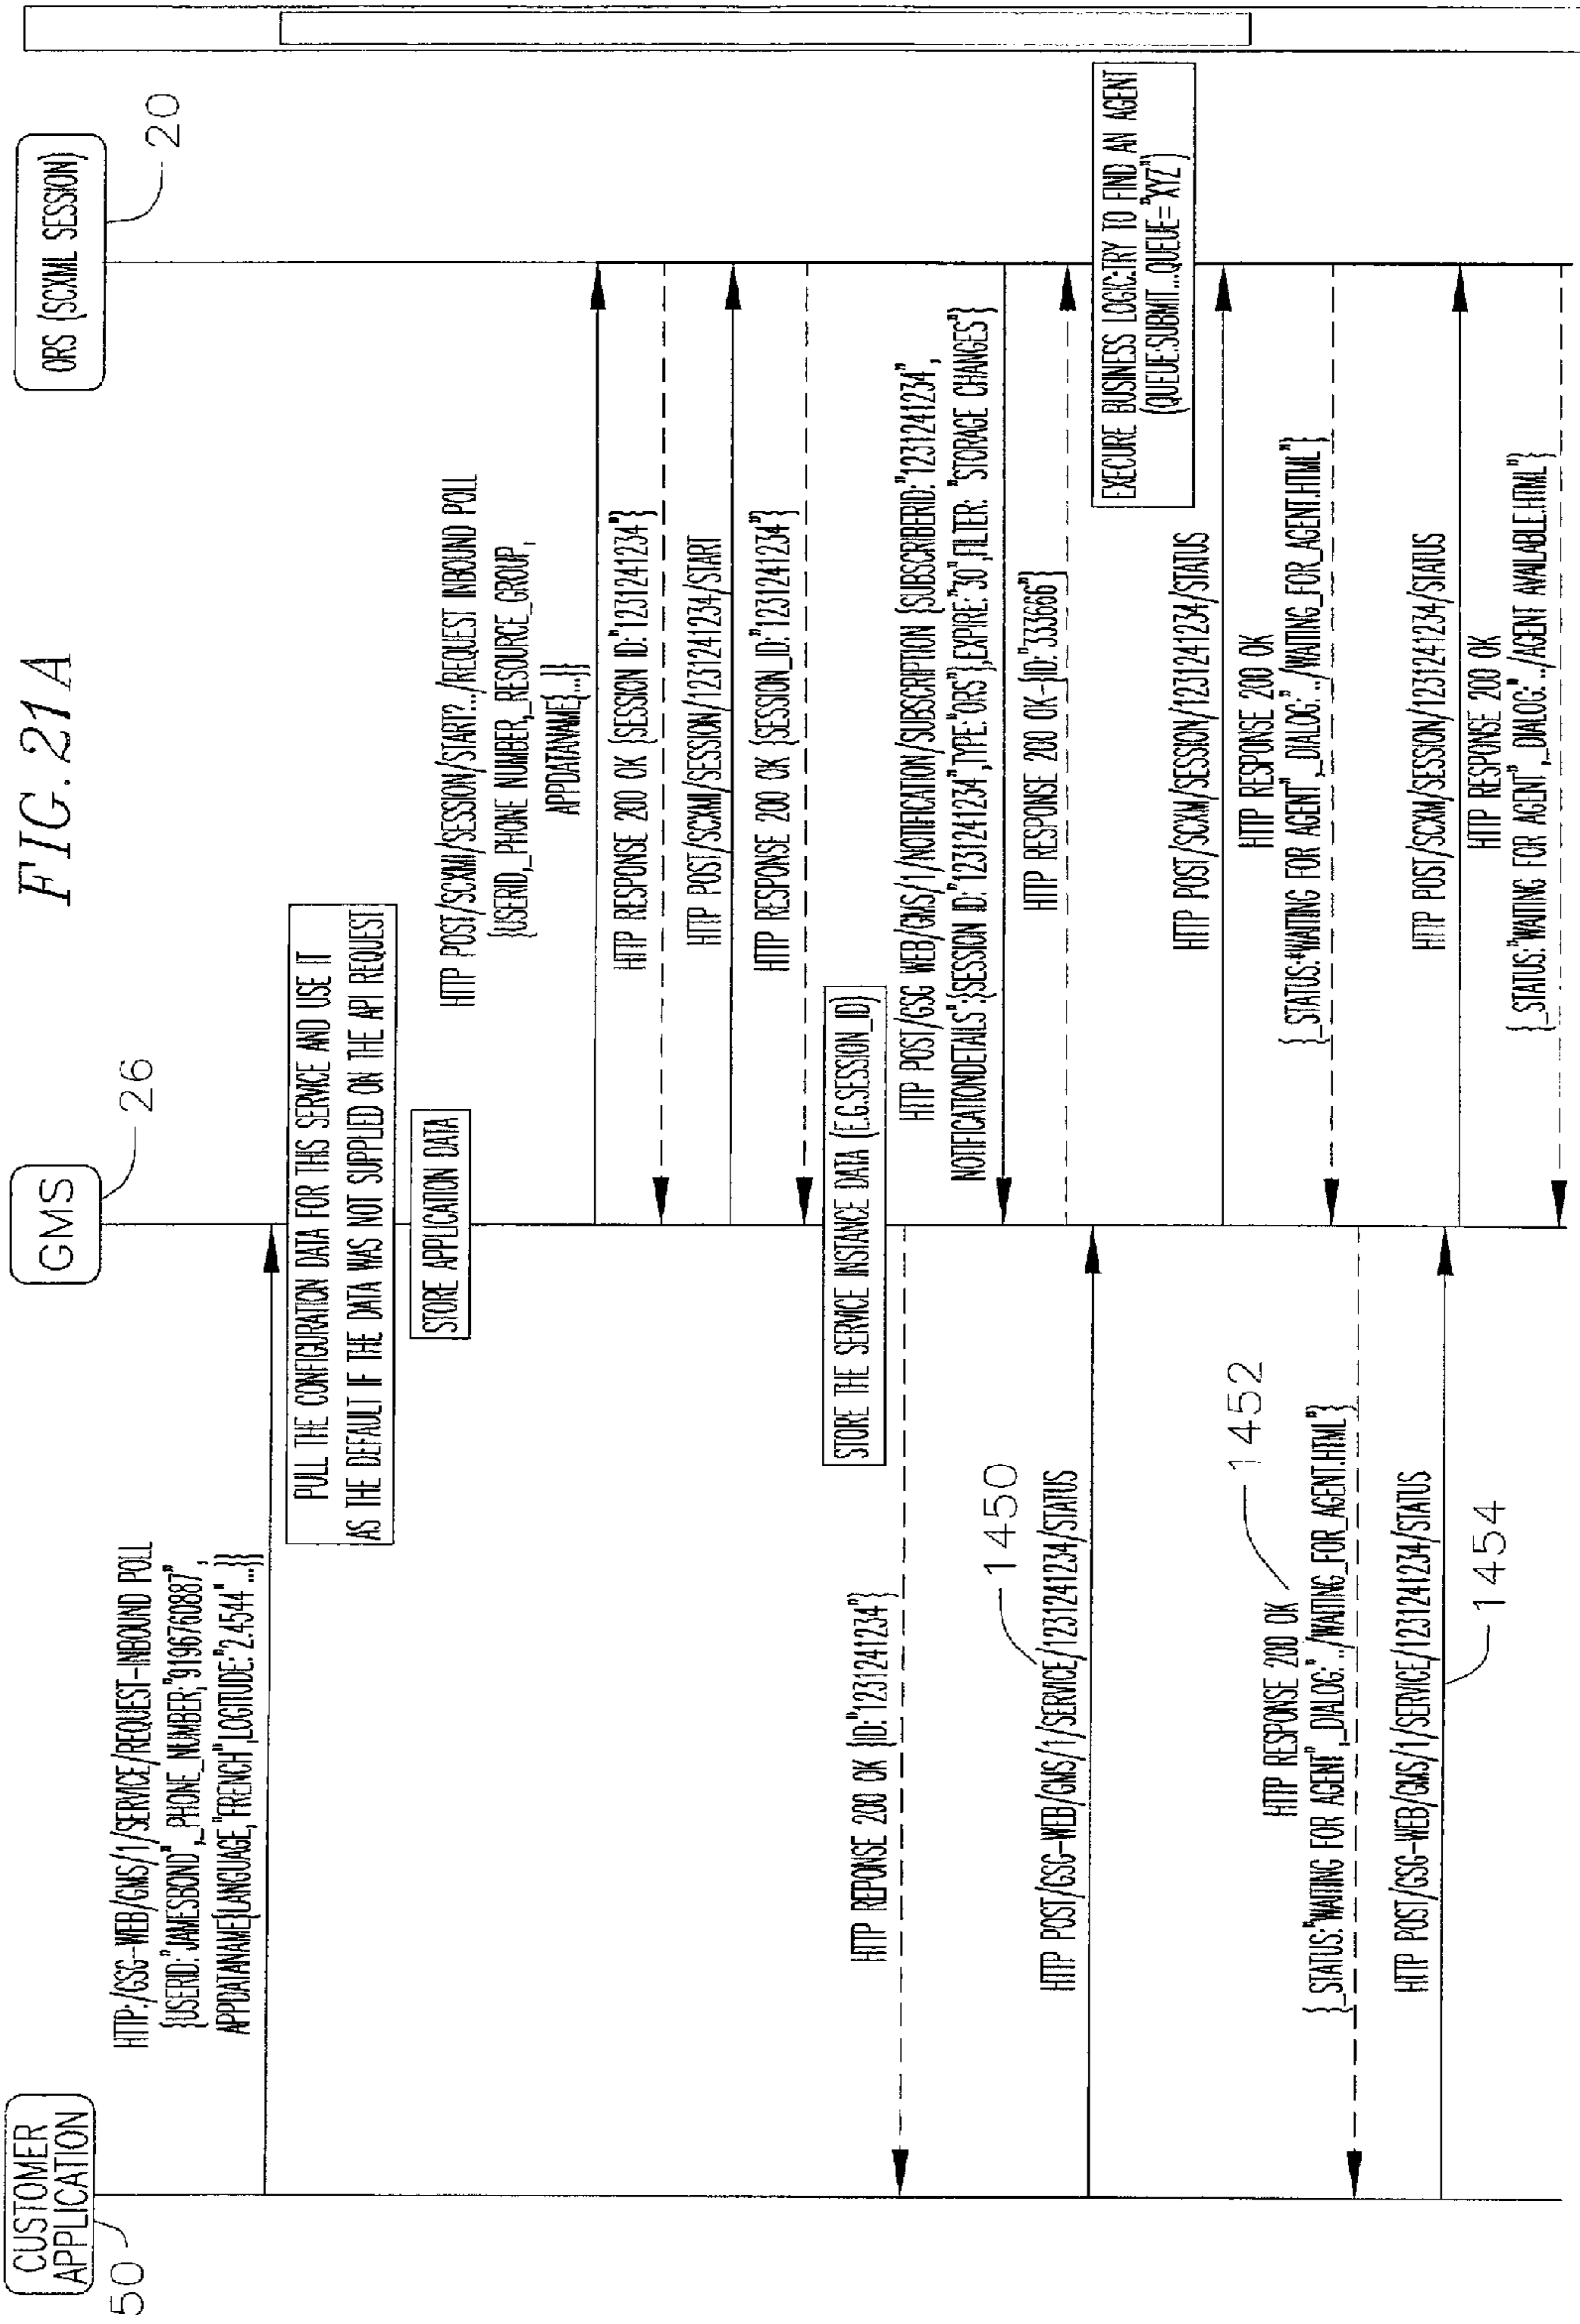 FIG. 21A
CUSTOMER
APPLICATION
50
GMS
26
ORS (SCXML SESSION)
20
HTTP:/GSG-WEB/GMS/1/SERVICE/REQUEST-INBOUND POLL
{USERID:"JAMESBOND",_PHONE_NUMBER;"919676O887",
APPDATANAME{LANGUAGE,"FRENCH",LOGITUDE:"2.4544"...}}
PULL THE CONFIGURATION DATA FOR THIS SERVICE AND USE IT
AS THE DEFAULT IF THE DATA WAS NOT SUPPLIED ON THE API REQUEST
STORE APPLICATION DATA
HTTP POST/SCXMl/SESSION/START?../REQUEST INBOUND POLL
{USERID,_PHONE NUMBER,_RESOURCE_GROUP,
APPDATANAME{...}}
HTTP RESPONSE 200 OK {SESSION ID:"1231241234"}
HTTP POST/SCXMl/SESSION/1231241234/START
HTTP RESPONSE 200 OK {SESSION_ID:"1231241234"}
STORE THE SERVICE INSTANCE DATA (E.G.SESSION_ID)
HTTP REPONSE 200 OK {ID:"1231241234"}
HTTP POST/GSG WEB/GMS/1/NOTIFICATION/SUBSCRIPTION {SUBSCRIBERID:"1231241234",
NOTIFICATIONDETAILS":{SESSION ID:"1231241234",TYPE:"ORS"},EXPIRE:"30",FILTER: "STORAGE CHANGES"}
HTTP RESPONSE 200 OK-{ID:"333666"}
HTTP POST/GSG-WEB/GMS/1/SERVICE/1231241234/STATUS
1450
EXECURE BUSINESS LOGIC:TRY TO FIND AN AGENT
(QUEUE:SUBMIT...QUEUE="XYZ")
HTTP POST/SCXM/SESSION/1231241234/STATUS
HTTP RESPONSE 200 OK
{_STATUS:"WAITING FOR AGENT",_DIALOG:"../WAITING_FOR_AGENT.HTML"}
HTTP RESPONSE 200 OK
1452
{_STATUS:"WAITING FOR AGENT",_DIALOG:"../WAITING_FOR_AGENT.HTML"}
HTTP POST/GSG-WEB/GMS/1/SERVICE/1231241234/STATUS
1454
HTTP POST/SCXM/SESSION/1231241234/STATUS
HTTP RESPONSE 200 OK
{_STATUS:"WAITING FOR AGENT",_DIALOG:"../AGENT AVAILABLE.HTML"}